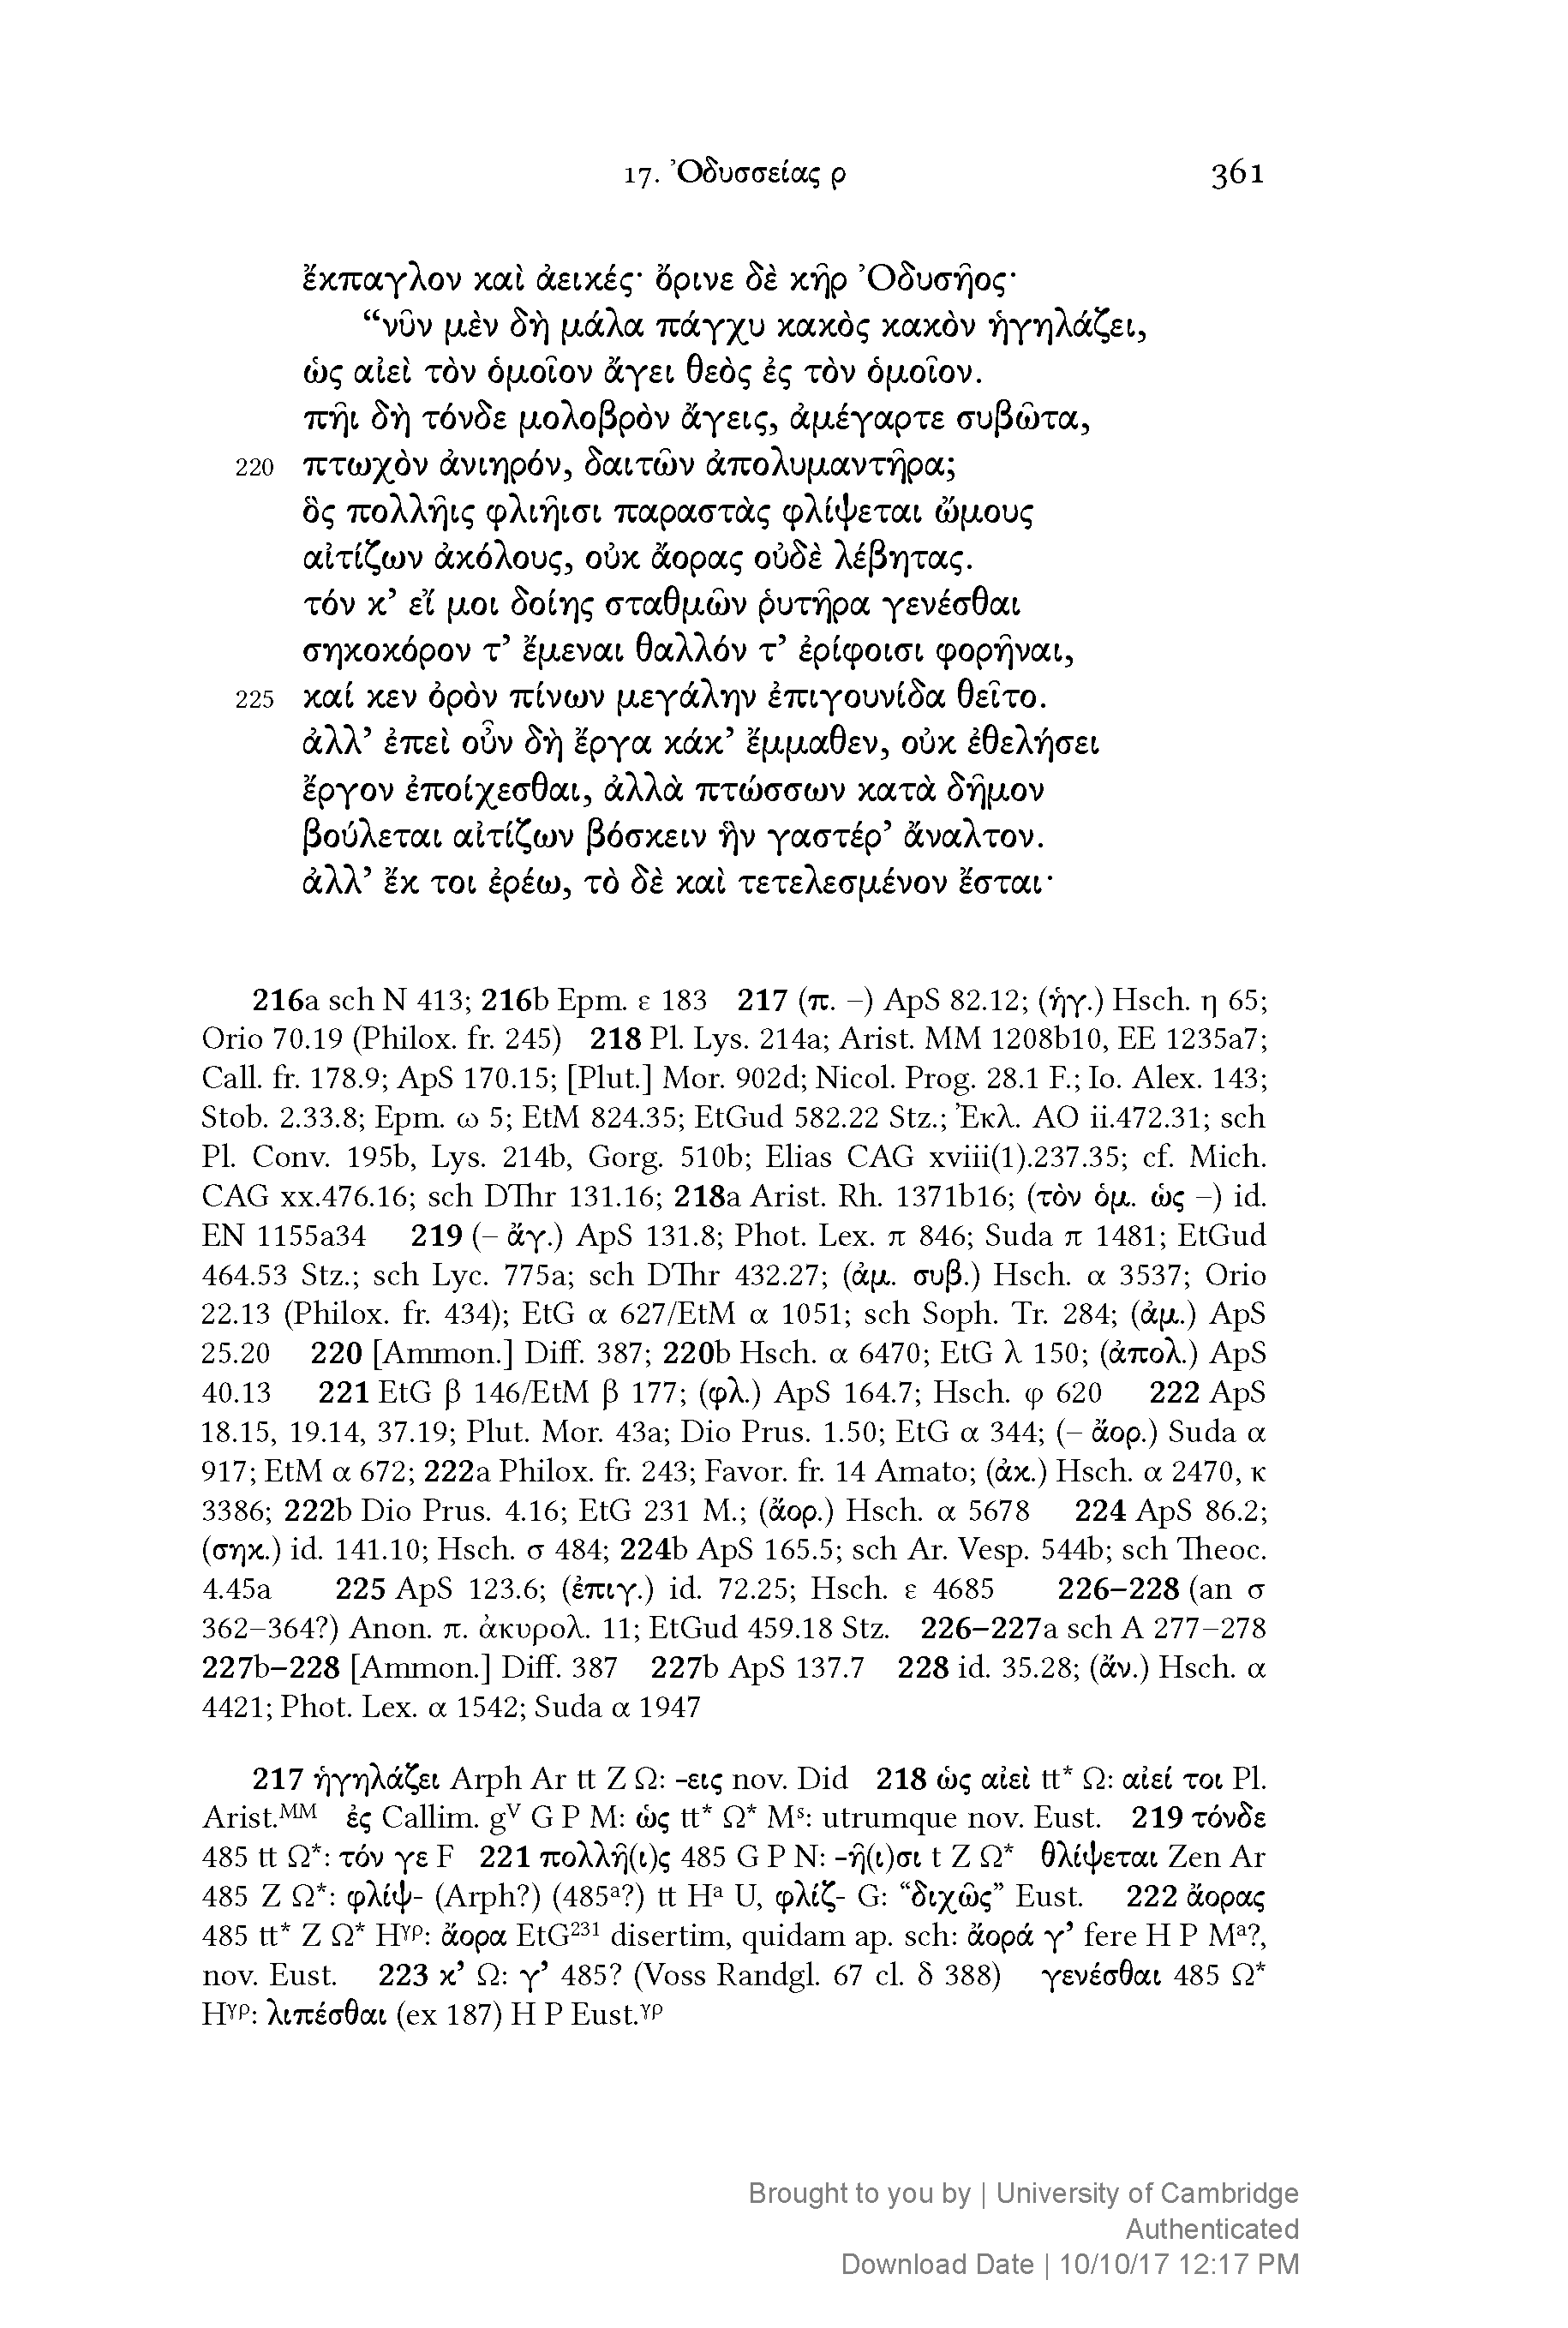 17. Ὀδυσσείας ρ 361
ἔκπαγλον καὶ ἀεικές· ὄρινε δὲ κῆρ Ὀδυσῆος·
“νῦν μὲν δὴ μάλα πάγχυ κακὸς κακὸν ἡγηλάζει,
ὡς αἰεὶ τὸν ὁμοῖον ἄγει θεὸς ἐς τὸν ὁμοῖον.
πῆι δὴ τόνδε μολοβρὸν ἄγεις, ἀμέγαρτε συβῶτα,
220 πτωχὸν ἀνιηρόν, δαιτῶν ἀπολυμαντῆρα;
ὃς πολλῆις φλιῆισι παραστὰς φλίψεται ὤμους
αἰτίζων ἀκόλους, οὐκ ἄορας οὐδὲ λέβητας.
τόν κ’ εἴ μοι δοίης σταθμῶν ῥυτῆρα γενέσθαι
σηκοκόρον τ’ ἔμεναι θαλλόν τ’ ἐρίφοισι φορῆναι,
225 καί κεν ὀρὸν πίνων μεγάλην ἐπιγουνίδα θεῖτο.
ἀλλ’ ἐπεὶ οὖν δὴ ἔργα κάκ’ ἔμμαθεν, οὐκ ἐθελήσει
ἔργον ἐποίχεσθαι, ἀλλὰ πτώσσων κατὰ δῆμον
βούλεται αἰτίζων βόσκειν ἣν γαστέρ’ ἄναλτον.
ἀλλ’ ἔκ τοι ἐρέω, τὸ δὲ καὶ τετελεσμένον ἔσται·
216a sch N 413; 216b Epm. ε 183 217 (π. –) ApS 82.12; (ἡγ.) Hsch. η 65;
Orio 70.19 (Philox. fr. 245) 218 Pl. Lys. 214a; Arist. MM 1208b10, EE 1235a7;
Call. fr. 178.9; ApS 170.15; [Plut.] Mor. 902d; Nicol. Prog. 28.1 F.; Io. Alex. 143;
Stob. 2.33.8; Epm. ω 5; EtM 824.35; EtGud 582.22 Stz.; Ἐκλ. AO ii.472.31; sch
Pl. Conv. 195b, Lys. 214b, Gorg. 510b; Elias CAG xviii(1).237.35; cf. Mich.
CAG xx.476.16; sch DThr 131.16; 218a Arist. Rh. 1371b16; (τὸν ὁμ. ὡς –) id.
EN 1155a34 219 (– ἄγ.) ApS 131.8; Phot. Lex. π 846; Suda π 1481; EtGud
464.53 Stz.; sch Lyc. 775a; sch DThr 432.27; (ἀμ. συβ.) Hsch. α 3537; Orio
22.13 (Philox. fr. 434); EtG α 627/EtM α 1051; sch Soph. Tr. 284; (ἀμ.) ApS
25.20 220 [Ammon.] Diff. 387; 220b Hsch. α 6470; EtG λ 150; (ἀπολ.) ApS
40.13 221 EtG β 146/EtM β 177; (φλ.) ApS 164.7; Hsch. φ 620 222 ApS
18.15, 19.14, 37.19; Plut. Mor. 43a; Dio Prus. 1.50; EtG α 344; (– ἄορ.) Suda α
917; EtM α 672; 222a Philox. fr. 243; Favor. fr. 14 Amato; (ἀκ.) Hsch. α 2470, κ
3386; 222b Dio Prus. 4.16; EtG 231 M.; (ἄορ.) Hsch. α 5678 224 ApS 86.2;
(σηκ.) id. 141.10; Hsch. σ 484; 224b ApS 165.5; sch Ar. Vesp. 544b; sch Theoc.
4.45a 225 ApS 123.6; (ἐπιγ.) id. 72.25; Hsch. ε 4685 226–228 (an σ
362–364?) Anon. π. ἀκυρολ. 11; EtGud 459.18 Stz. 226–227a sch A 277–278
227b–228 [Ammon.] Diff. 387 227b ApS 137.7 228 id. 35.28; (ἄν.) Hsch. α
4421; Phot. Lex. α 1542; Suda α 1947
217 ἡγηλάζει Arph Ar tt Z Ω: -εις nov. Did 218 ὡς αἰεὶ tt* Ω: αἰεί τοι Pl.
Arist.ᴹᴹ ἐς Callim. gⱽ G P M: ὡς tt* Ω* Mˢ: utrumque nov. Eust. 219 τόνδε
485 tt Ω*: τόν γε F 221 πολλῆ(ι)ς 485 G P N: -ῆ(ι)σι t Z Ω* θλίψεται Zen Ar
485 Z Ω*: φλίψ- (Arph?) (485ᵃ?) tt Hᵃ U, φλίζ- G: “διχῶς” Eust. 222 ἄορας
485 tt* Z Ω* Hᵞᵖ: ἄορα EtG²³¹ disertim, quidam ap. sch: ἄορά γ’ fere H P Mᵃ?,
nov. Eust. 223 κ’ Ω: γ’ 485? (Voss Randgl. 67 cl. δ 388) γενέσθαι 485 Ω*
Hᵞᵖ: λιπέσθαι (ex 187) H P Eust.ᵞᵖ
Brought to you by | University of Cambridge
Authenticated
Download Date | 10/10/17 12:17 PM